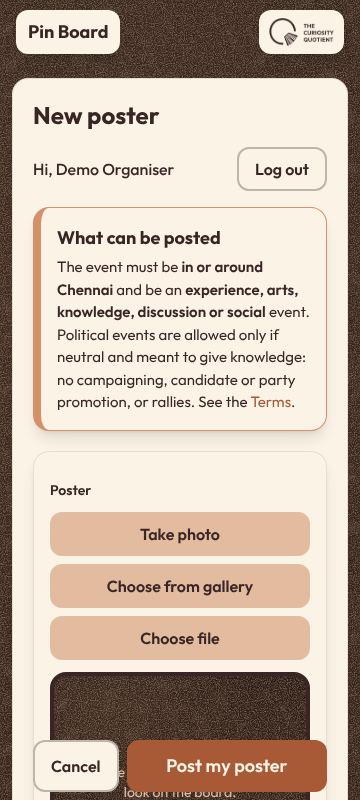 Pin Board
THE
CURIOSITY
QUOTIENT
New poster
Hi, Demo Organiser
Log out
What can be posted
The event must be in or around
Chennai and be an experience, arts,
knowledge, discussion or social event.
Political events are allowed only if
neutral and meant to give knowledge:
no campaigning, candidate or party
promotion, or rallies. See the Terms.
Poster
Take photo
Choose from gallery
Choose file
Cancel
Post my poster
look on the board.